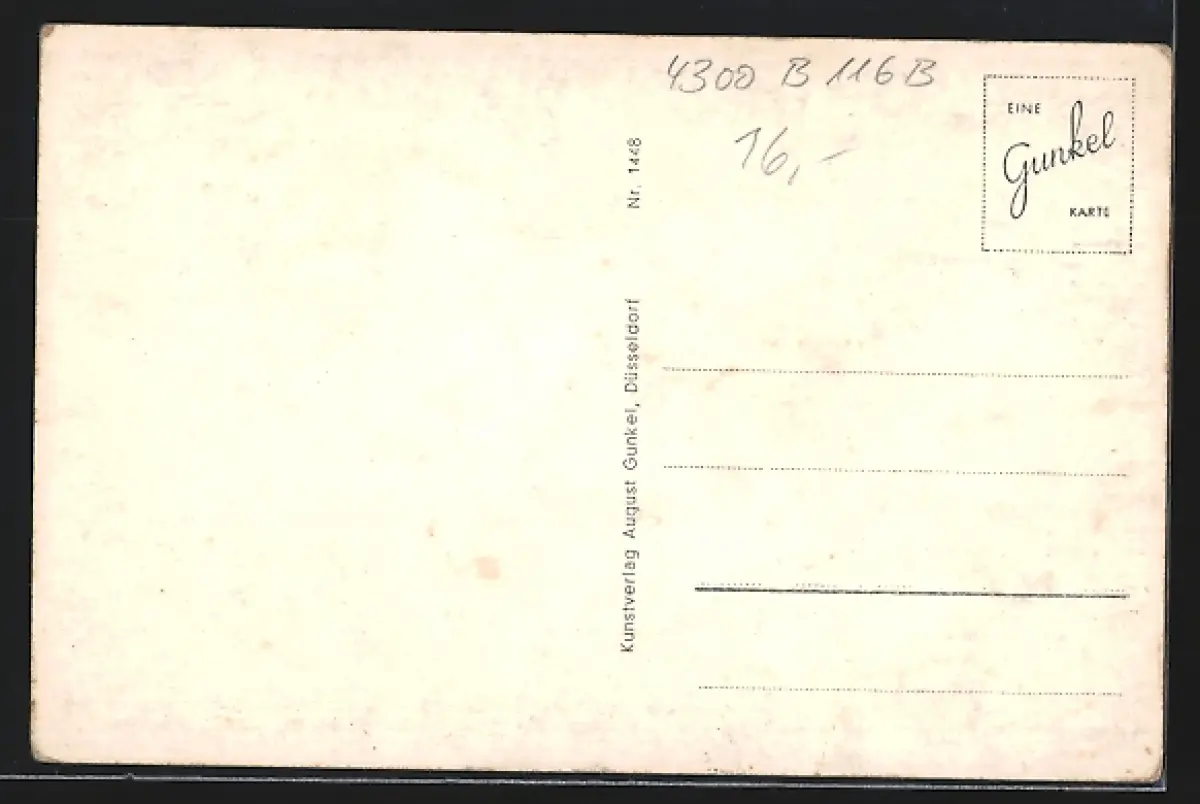 4300 B 116 B
16,-
EINE
Gunkel
KARTE
Nr. 1448
Kunstverlag August Gunkel, Düsseldorf